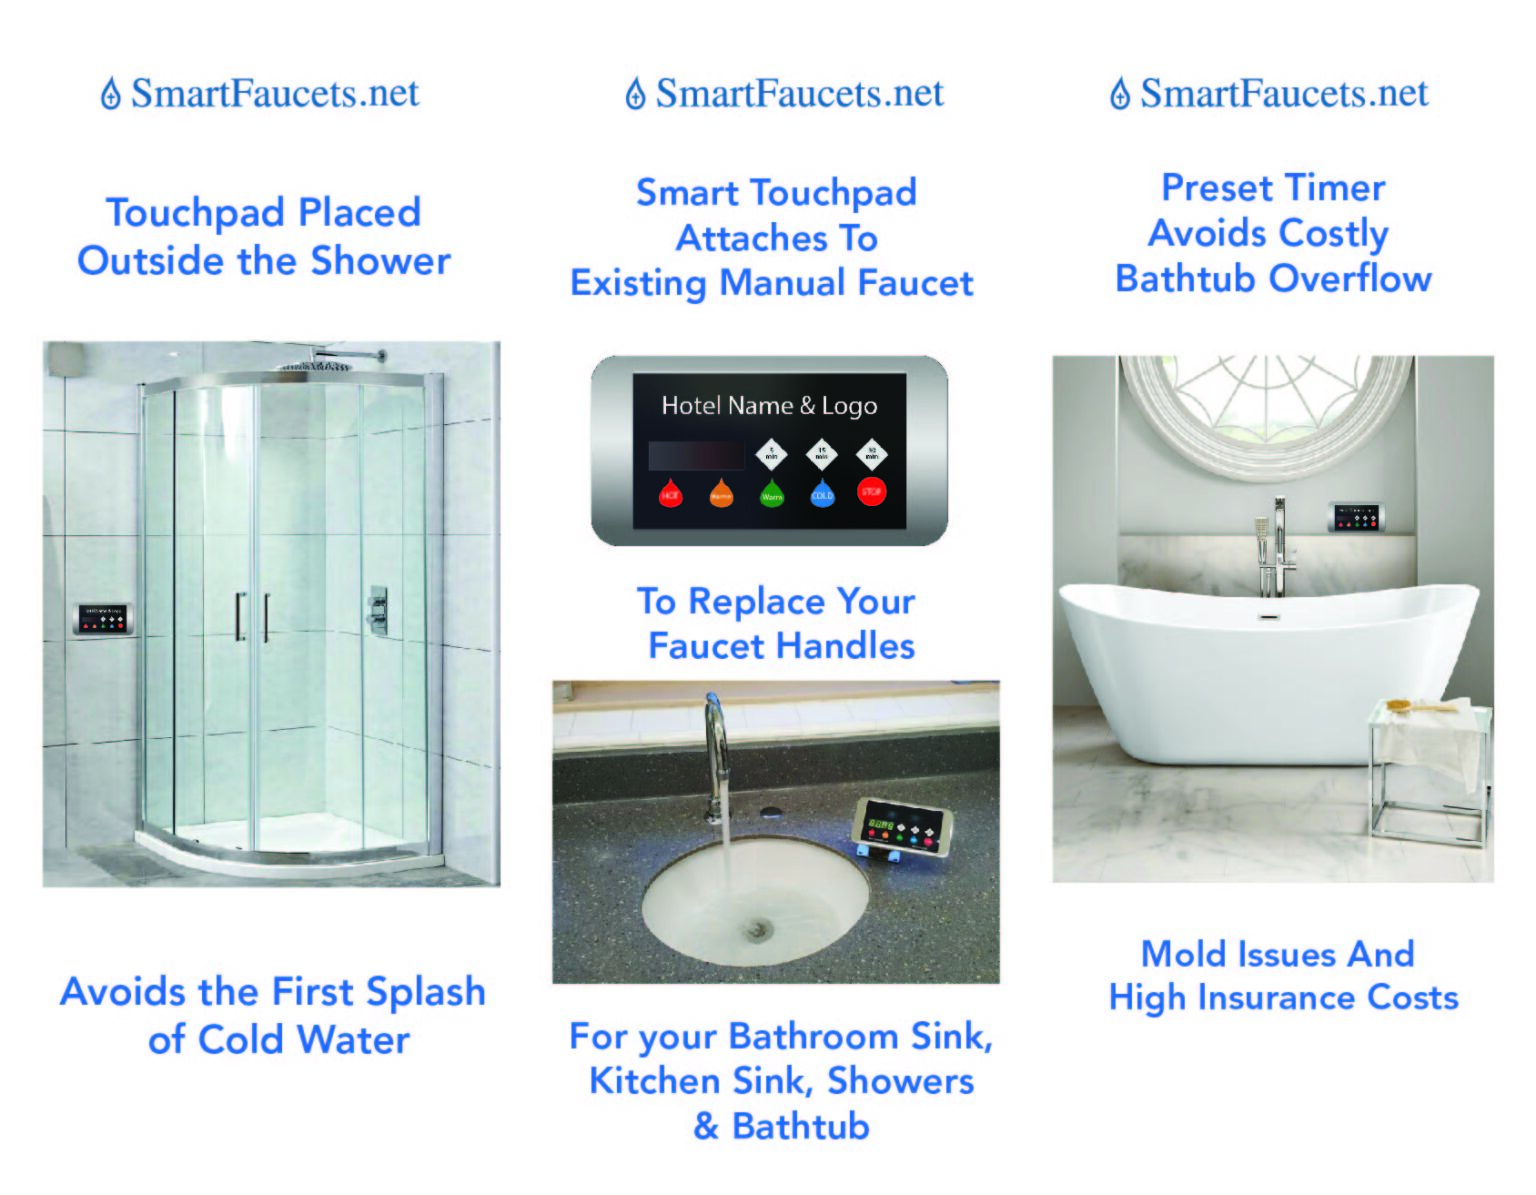 SmartFaucets.net
Touchpad Placed
Outside the Shower
Avoids the First Splash
of Cold Water
SmartFaucets.net
Smart Touchpad
Attaches To
Existing Manual Faucet
Hotel Name & Logo
5 min
15 min
min
HOT
Warm
COLD
STOP
To Replace Your
Faucet Handles
For your Bathroom Sink,
Kitchen Sink, Showers
& Bathtub
SmartFaucets.net
Preset Timer
Avoids Costly
Bathtub Overflow
Mold Issues And
High Insurance Costs